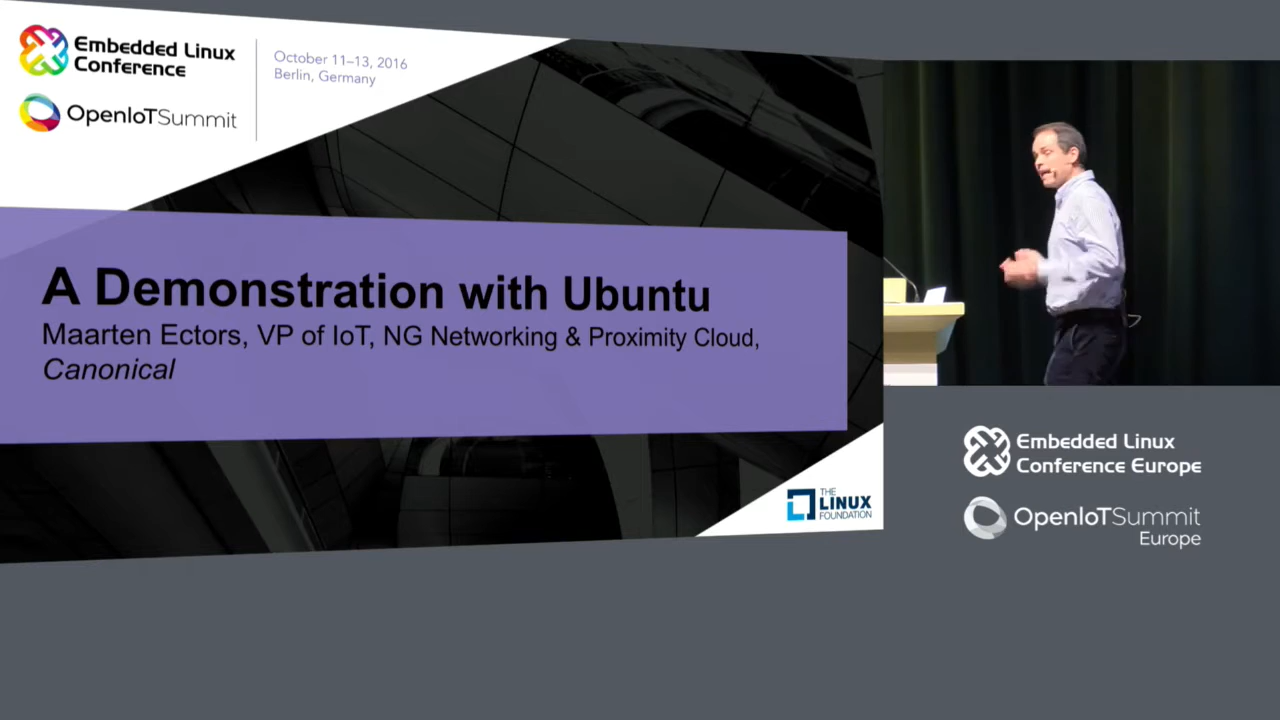 Embedded Linux
Conference
OpenIoTSummit
October 11–13, 2016
Berlin, Germany
A Demonstration with Ubuntu
Maarten Ectors, VP of IoT, NG Networking & Proximity Cloud,
Canonical
THE
LINUX
FOUNDATION
Embedded Linux
Conference Europe
OpenIoTSummit
Europe